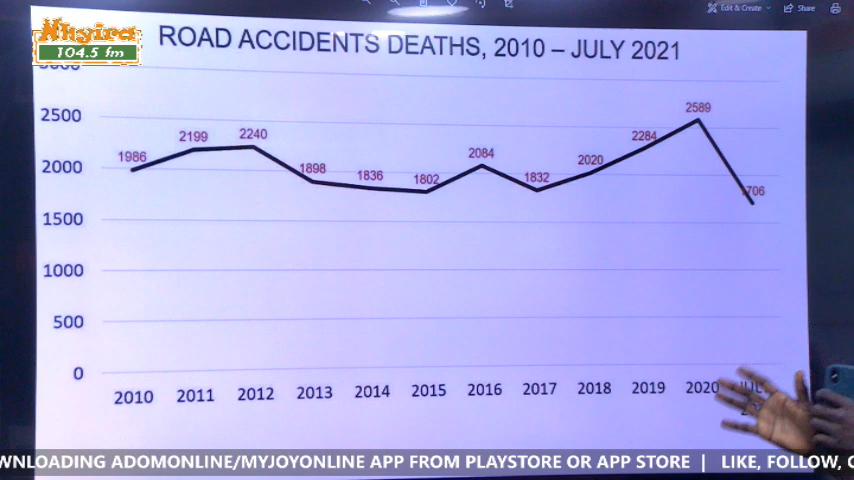 Edit & Create
Share
Nhyira
104.5 fm
ROAD ACCIDENTS DEATHS, 2010 – JULY 2021
3000
2500
2000
1500
1000
500
0
1986
2199
2240
1898
1836
1802
2084
1832
2020
2284
2589
706
2010 2011 2012 2013 2014 2015 2016 2017 2018 2019 2020
WNLOADING ADOMONLINE/MYJOYONLINE APP FROM PLAYSTORE OR APP STORE | LIKE, FOLLOW,